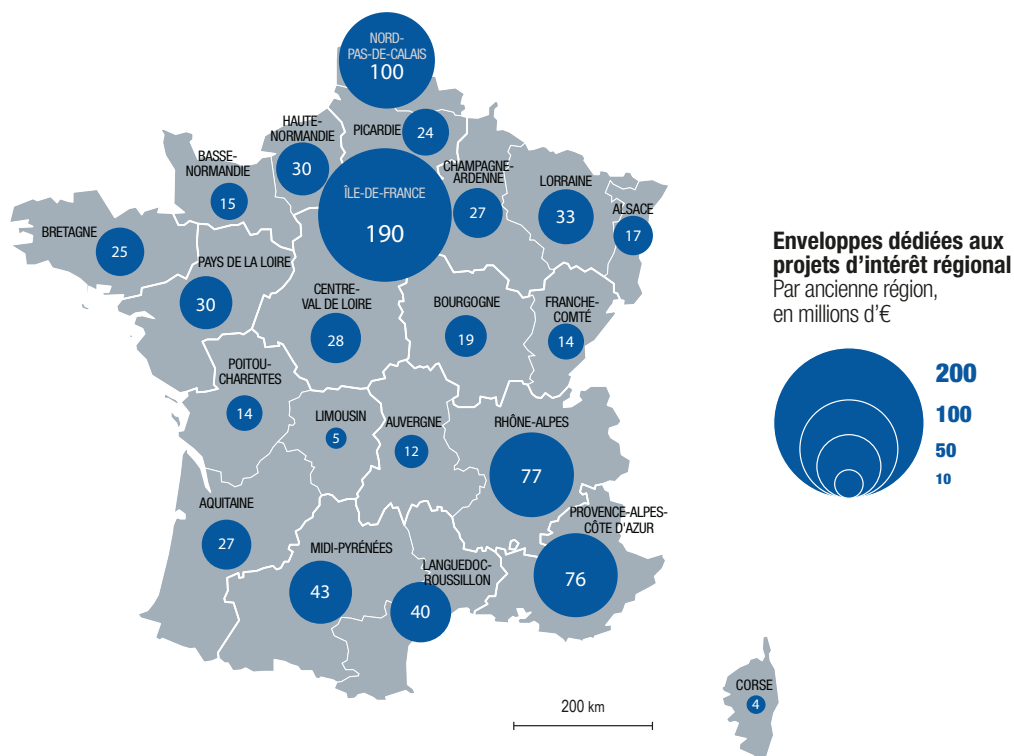 NORD-
PAS-DE-CALAIS
100
HAUTE-
NORMANDIE
30
PICARDIE
24
BASSE-
NORMANDIE
15
ÎLE-DE-FRANCE
190
CHAMPAGNE-
ARDENNE
27
LORRAINE
33
ALSACE
17
BRETAGNE
25
PAYS DE LA LOIRE
30
CENTRE-
VAL DE LOIRE
28
BOURGOGNE
19
FRANCHE-
COMTÉ
14
POITOU-
CHARENTES
14
LIMOUSIN
5
AUVERGNE
12
RHÔNE-ALPES
77
AQUITAINE
27
MIDI-PYRÉNÉES
43
LANGUEDOC-
ROUSSILLON
40
PROVENCE-ALPES-
CÔTE D'AZUR
76
CORSE
4
200 km
Enveloppes dédiées aux
projets d’intérêt régional
Par ancienne région,
en millions d’€
200
100
50
10